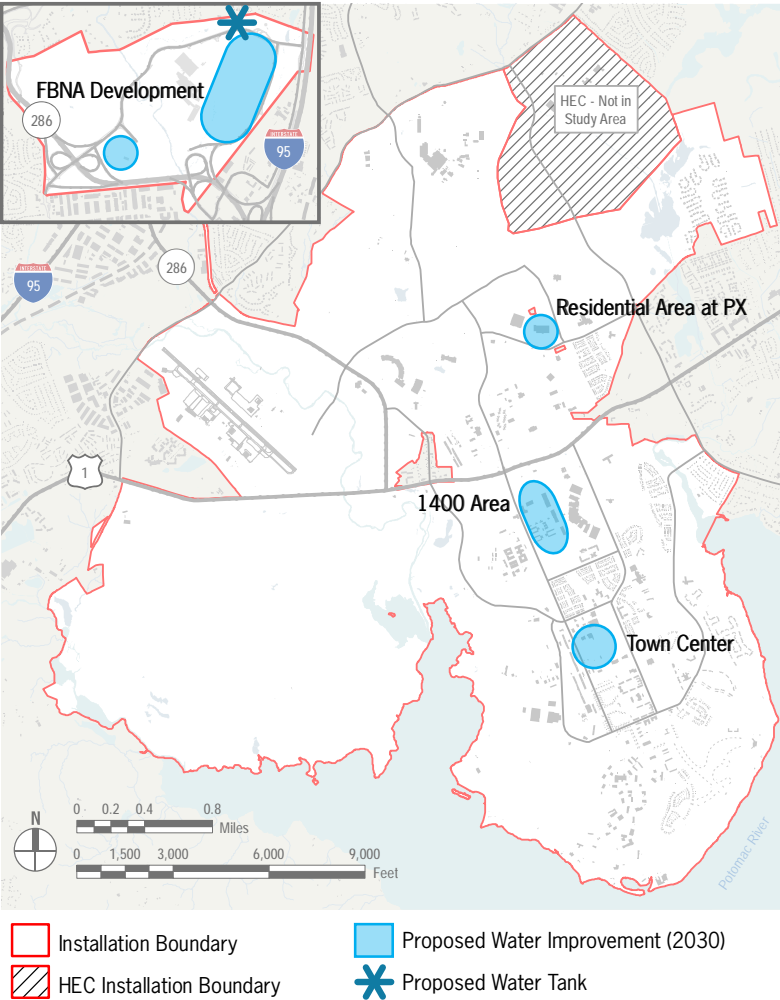 FBNA Development
286
INTERSTATE
95
HEC - Not in
Study Area
INTERSTATE
95
286
Residential Area at PX
1
1400 Area
Town Center
N
0 0.2 0.4 0.8
Miles
0 1,500 3,000 6,000 9,000
Feet
Potomac River
Installation Boundary
Proposed Water Improvement (2030)
HEC Installation Boundary
Proposed Water Tank